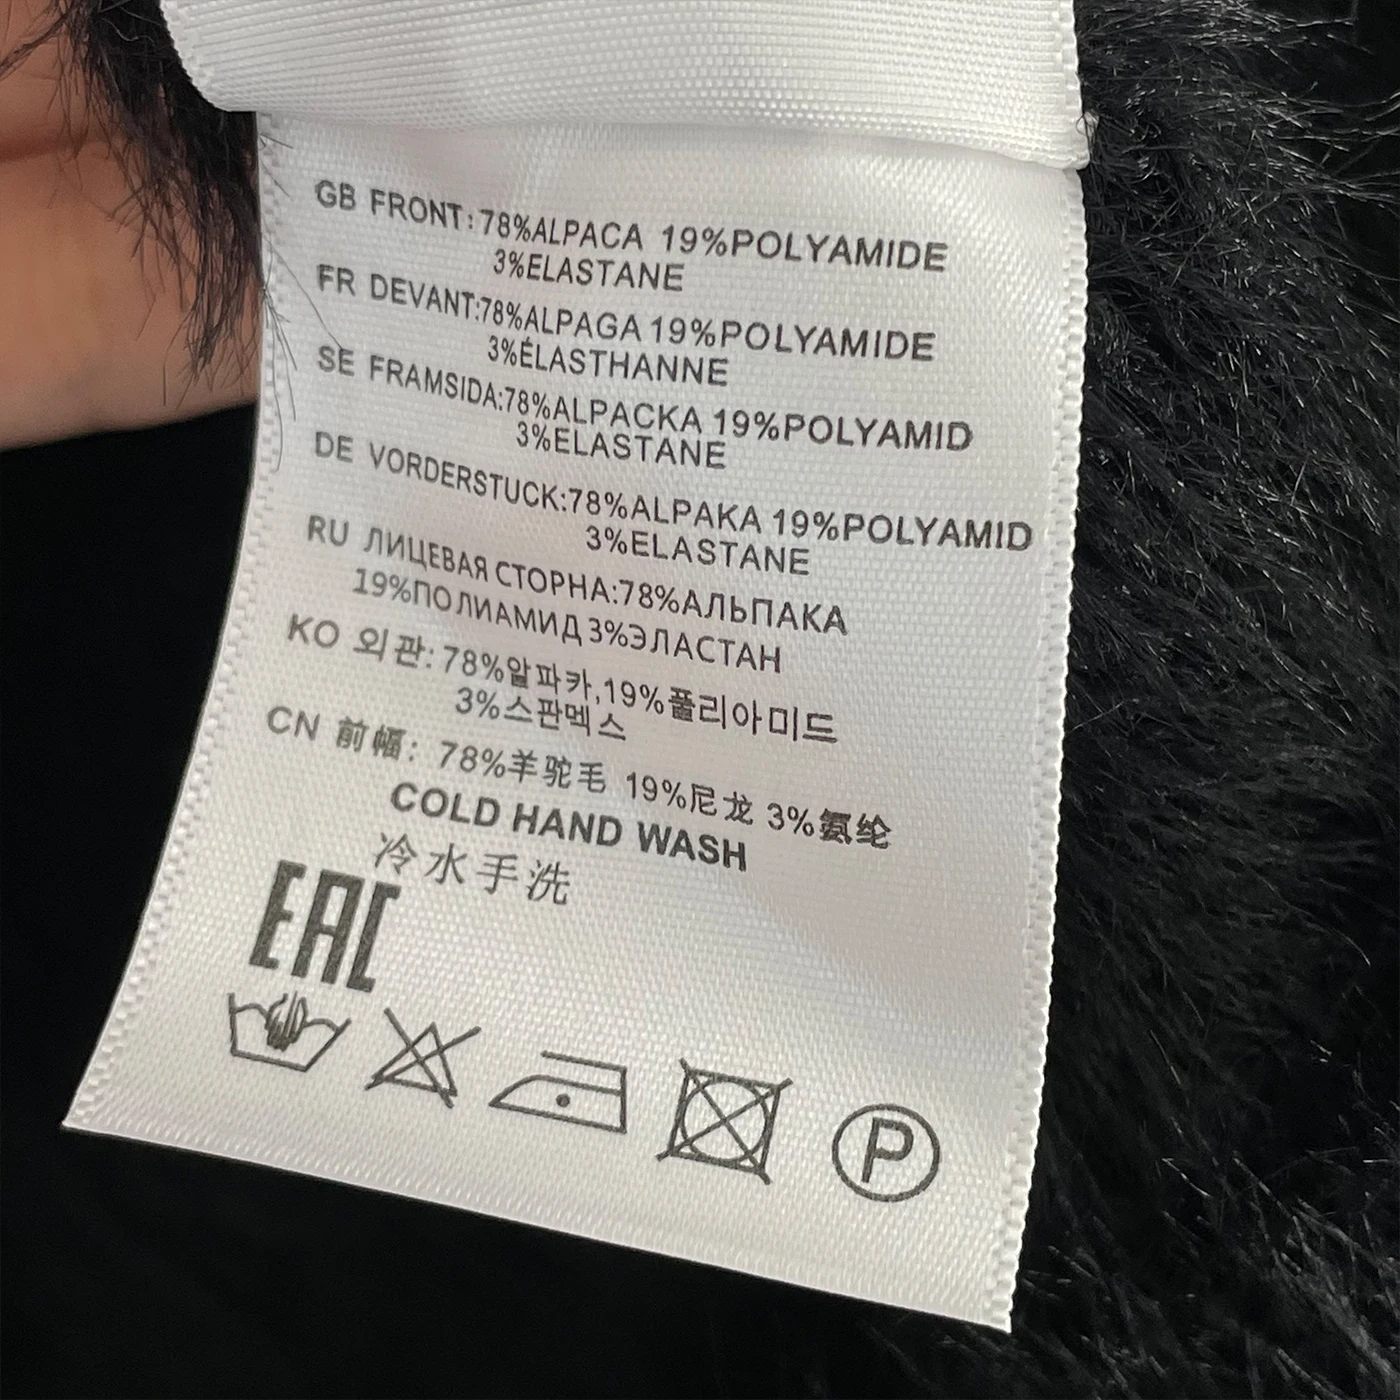 GB FRONT:78%ALPACA 19%POLYAMIDE
3%ELASTANE
FR DEVANT:78%ALPAGA 19%POLYAMIDE
3%ÉLASTHANNE
SE FRAMSIDA:78%ALPACKA 19%POLYAMID
3%ELASTANE
DE VORDERSTUCK:78%ALPAKA 19%POLYAMID
3%ELASTANE
RU ЛИЦЕВАЯ СТОРНА:78%АЛЬПАКА
19%ПОЛИАМИД 3%ЭЛАСТАН
KO 외판: 78%알파카,19%폴리아미드
3%스판멕스
CN 前幅: 78%羊驼毛 19%尼龙 3%氨纶
COLD HAND WASH
冷水手洗
EAC
P